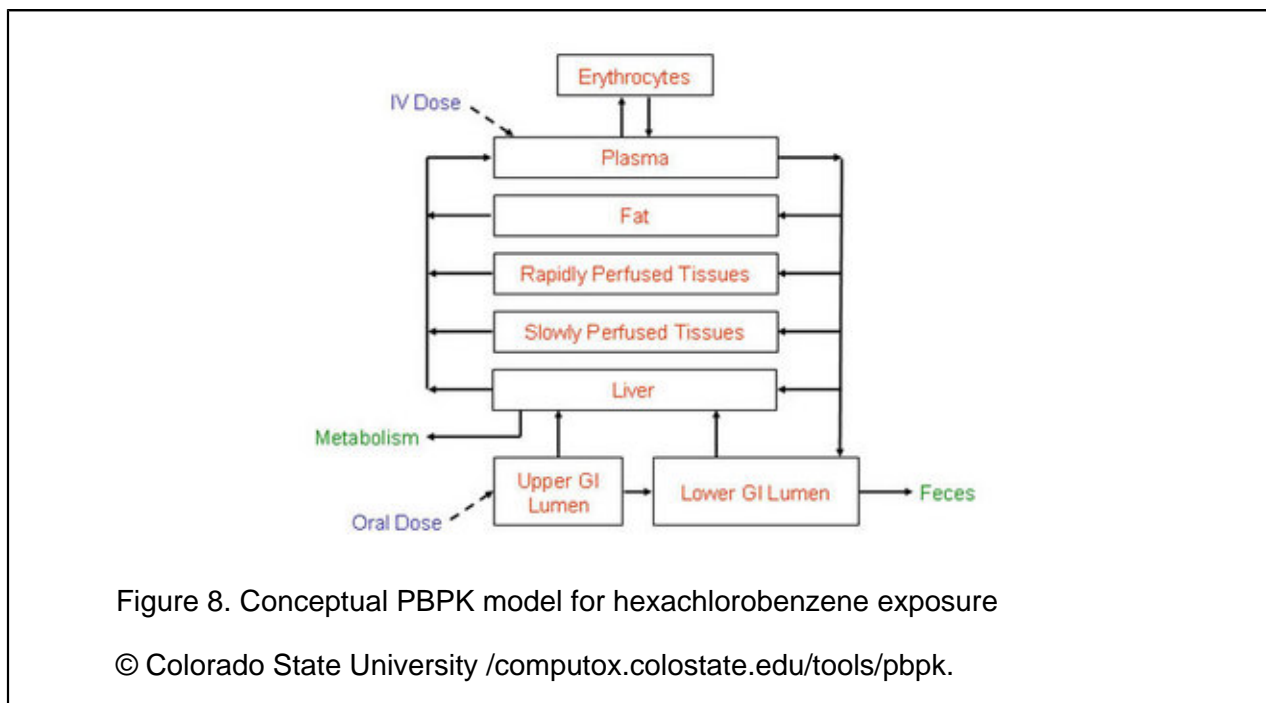 Erythrocytes
IV Dose
Plasma
Fat
Rapidly Perfused Tissues
Slowly Perfused Tissues
Liver
Metabolism
Upper GI
Lumen
Lower GI Lumen
Feces
Oral Dose
Figure 8. Conceptual PBPK model for hexachlorobenzene exposure
© Colorado State University /computox.colostate.edu/tools/pbpk.